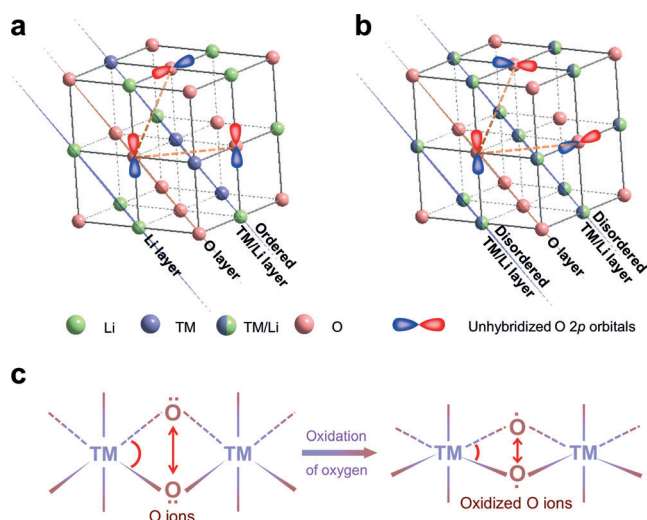 a
b
Li layer
O layer
Ordered
TM/Li layer
Disordered
TM/Li layer
O layer
Disordered
TM/Li layer
Li
TM
TM/Li
O
Unhybridized O 2p orbitals
c
O
TM
TM
O
O ions
Oxidation
of oxygen
O
TM
TM
O
Oxidized O ions